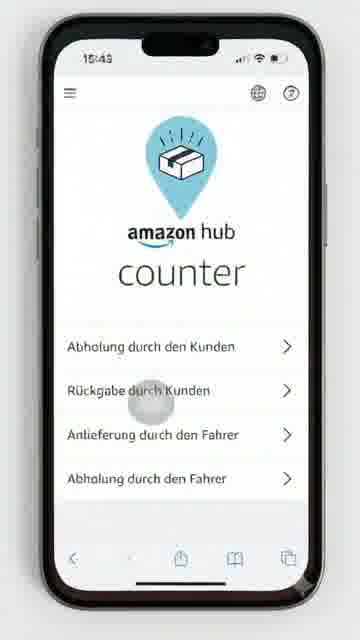 15:43
amazon hub
counter
Abholung durch den Kunden
Rückgabe durch Kunden
Anlieferung durch den Fahrer
Abholung durch den Fahrer